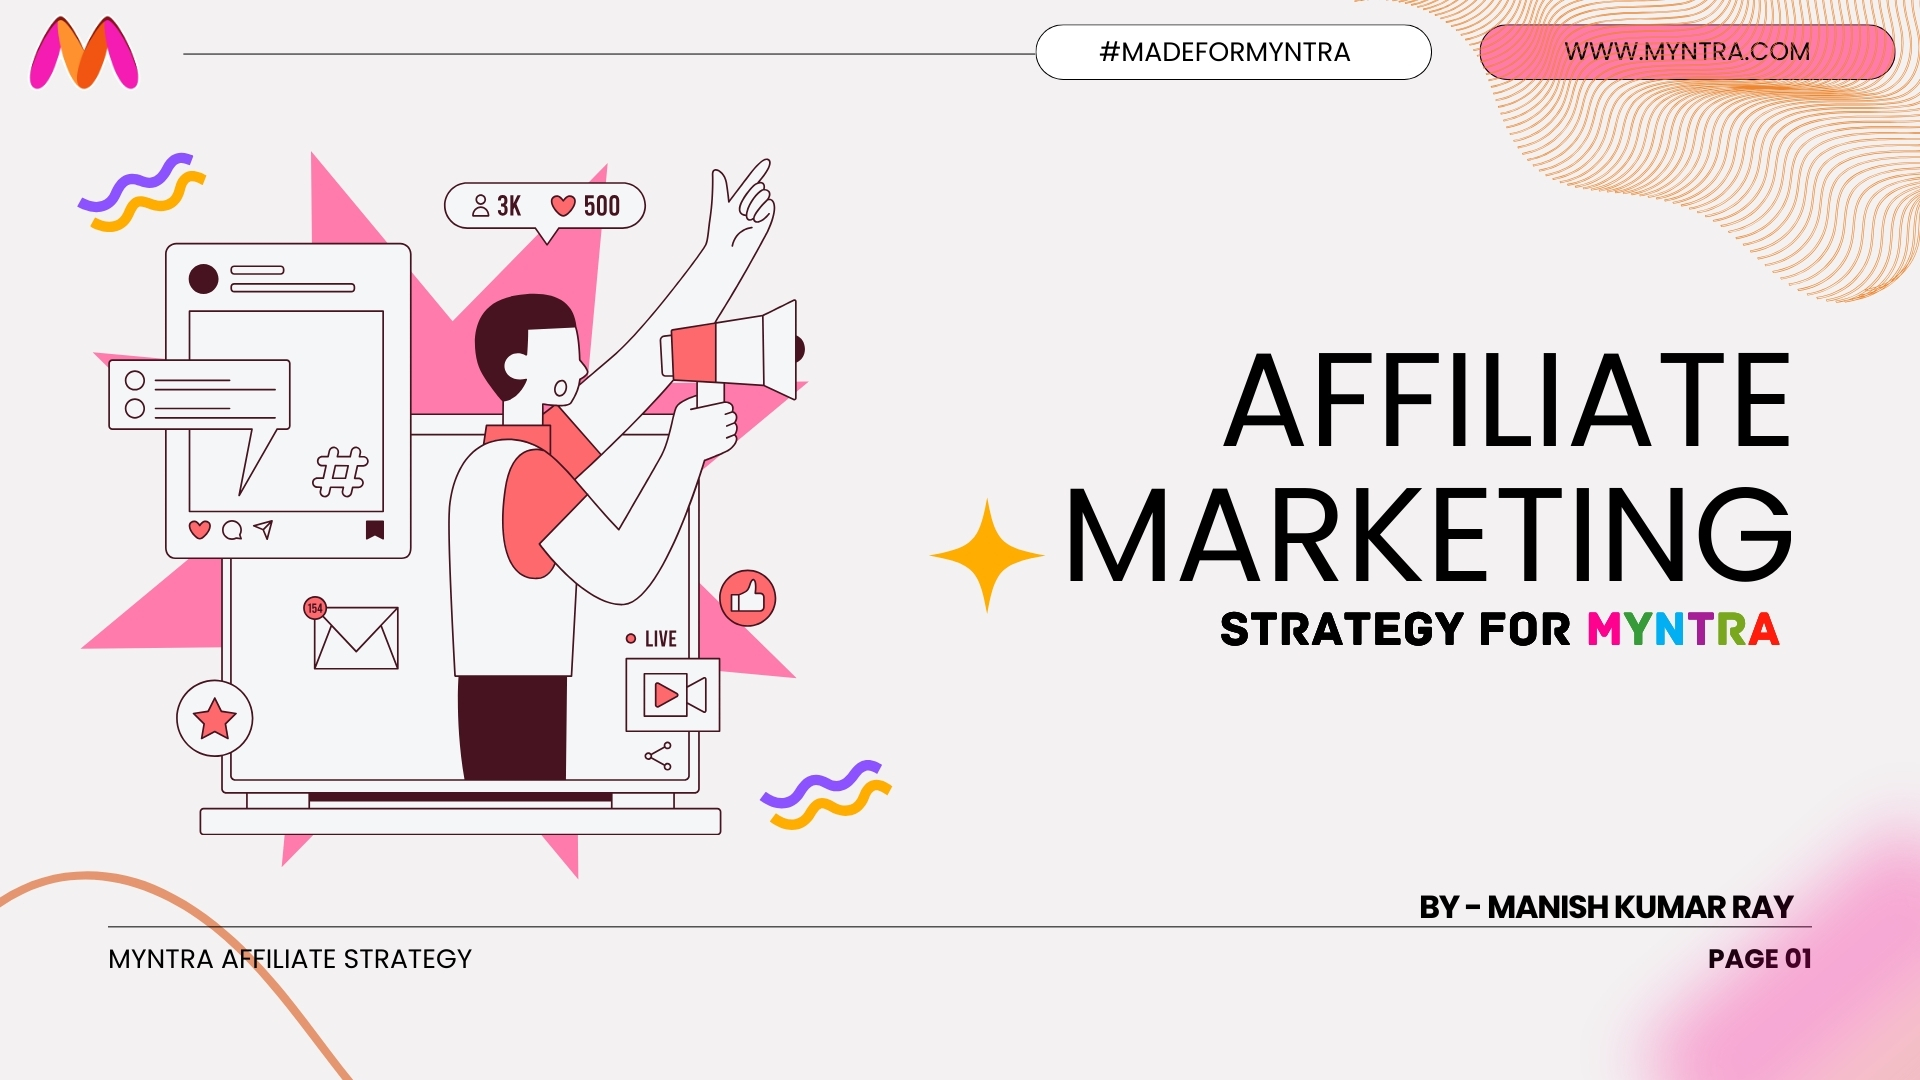 #MADEFORMYNTRA
WWW.MYNTRA.COM
3K 500
154
LIVE
AFFILIATE
MARKETING
STRATEGY FOR MYNTRA
BY - MANISH KUMAR RAY
MYNTRA AFFILIATE STRATEGY
PAGE 01